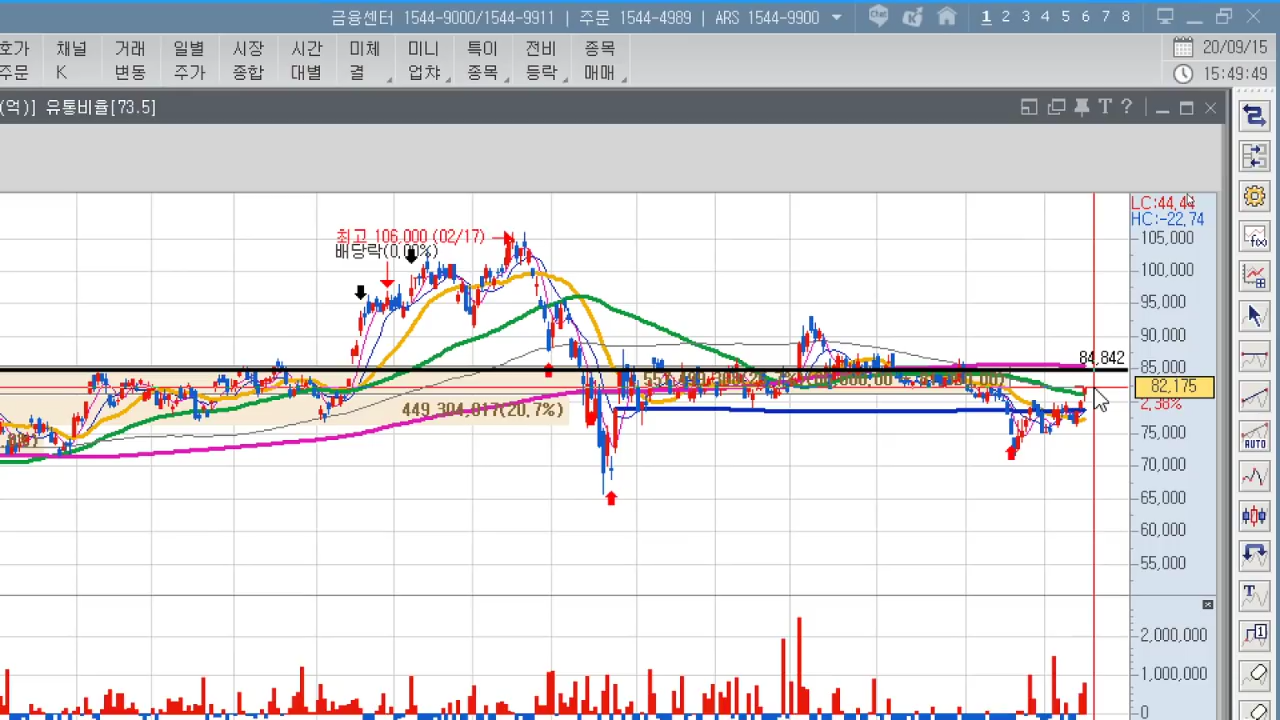 금융센터 1544-9000/1544-9911 | 주문 1544-4989 | ARS 1544-9900
1 2 3 4 5 6 7 8
호가 채널 거래 일별 시장 시간 미체 미니 특이 전비 종목
주문 K 변동 주가 종합 대별 결 업챠 종목 등락 매매
20/09/15
15:49:49
(억)] 유통비율[73.5]
LC:44,44
HC:-22,74
최고 106,000 (02/17)
배당락(0.00%)
105,000
100,000
95,000
90,000
84,842
85,000
82,175
2,38%
449,304,017(20,7%)
75,000
70,000
65,000
60,000
55,000
2,000,000
1,000,000
0
f(x)
AUTO
T
1